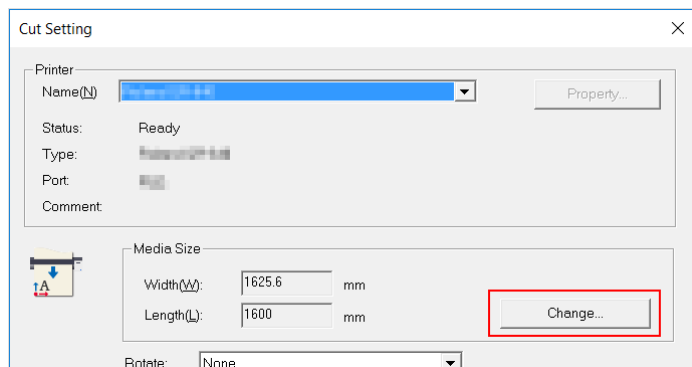 Cut Setting
Printer
Name(N) Property...
Status: Ready
Type:
Port:
Comment:
Media Size
Width(W): 1625.6 mm
Length(L): 1600 mm Change...
Rotate: None
A